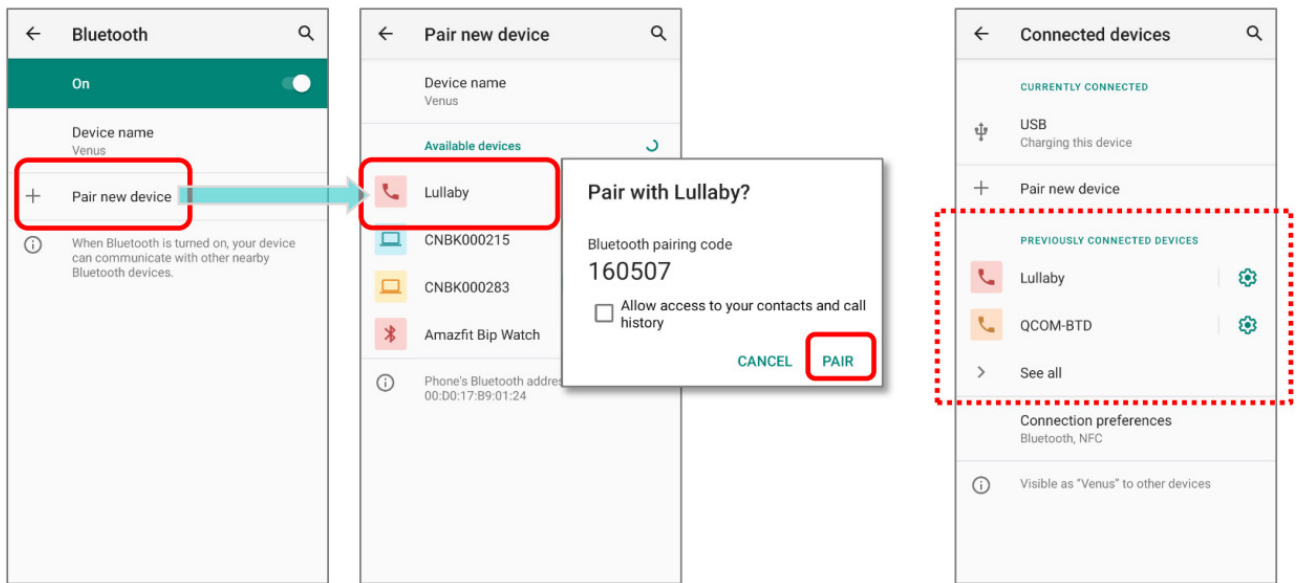 Bluetooth
On
Device name
Venus
Pair new device
When Bluetooth is turned on, your device
can communicate with other nearby
Bluetooth devices.
Pair new device
Device name
Venus
Available devices
Lullaby
CNBK000215
CNBK000283
Amazfit Bip Watch
Phone's Bluetooth addre
00:D0:17:B9:01:24
Pair with Lullaby?
Bluetooth pairing code
160507
Allow access to your contacts and call
history
CANCEL PAIR
Connected devices
CURRENTLY CONNECTED
USB
Charging this device
Pair new device
PREVIOUSLY CONNECTED DEVICES
Lullaby
QCOM-BTD
See all
Connection preferences
Bluetooth, NFC
Visible as "Venus" to other devices